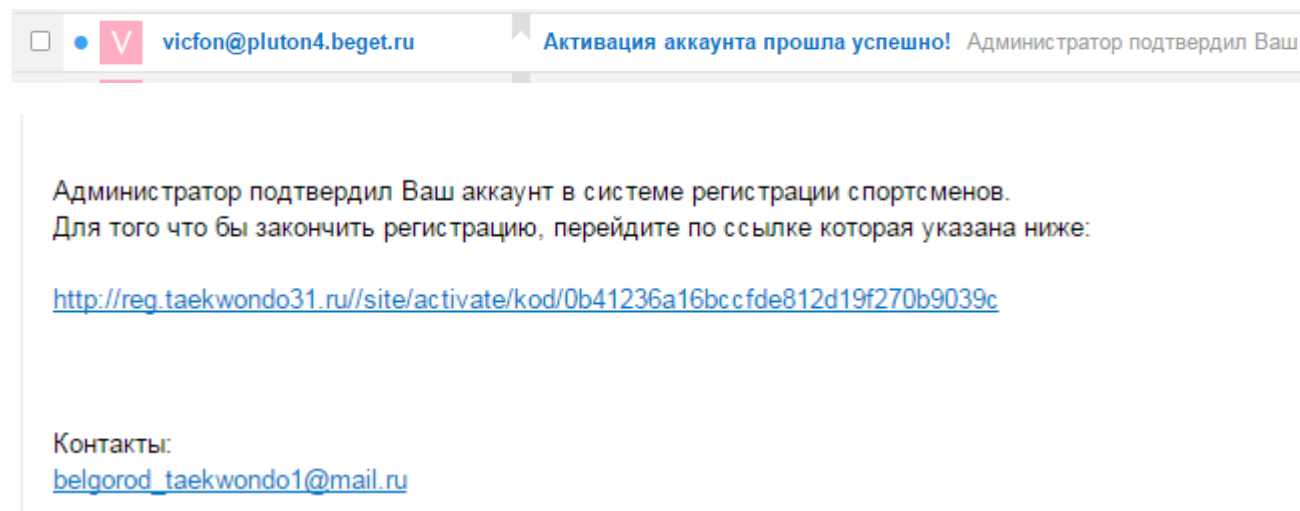 V victon@pluton4.beget.ru Активация аккаунта прошла успешно! Администратор подтвердил Ваш
Администратор подтвердил Ваш аккаунт в системе регистрации спортсменов.
Для того что бы закончить регистрацию, перейдите по ссылке которая указана ниже:
http://reg.taekwondo31.ru//site/activate/kod/0b41236a16bccfde812d19f270b9039c
Контакты:
belgorod_taekwondo1@mail.ru